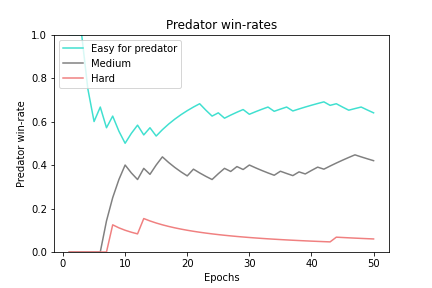 Predator win-rates
Easy for predator
Medium
Hard
Predator win-rate
1.0
0.8
0.6
0.4
0.2
0.0
0
10
20
30
40
50
Epochs